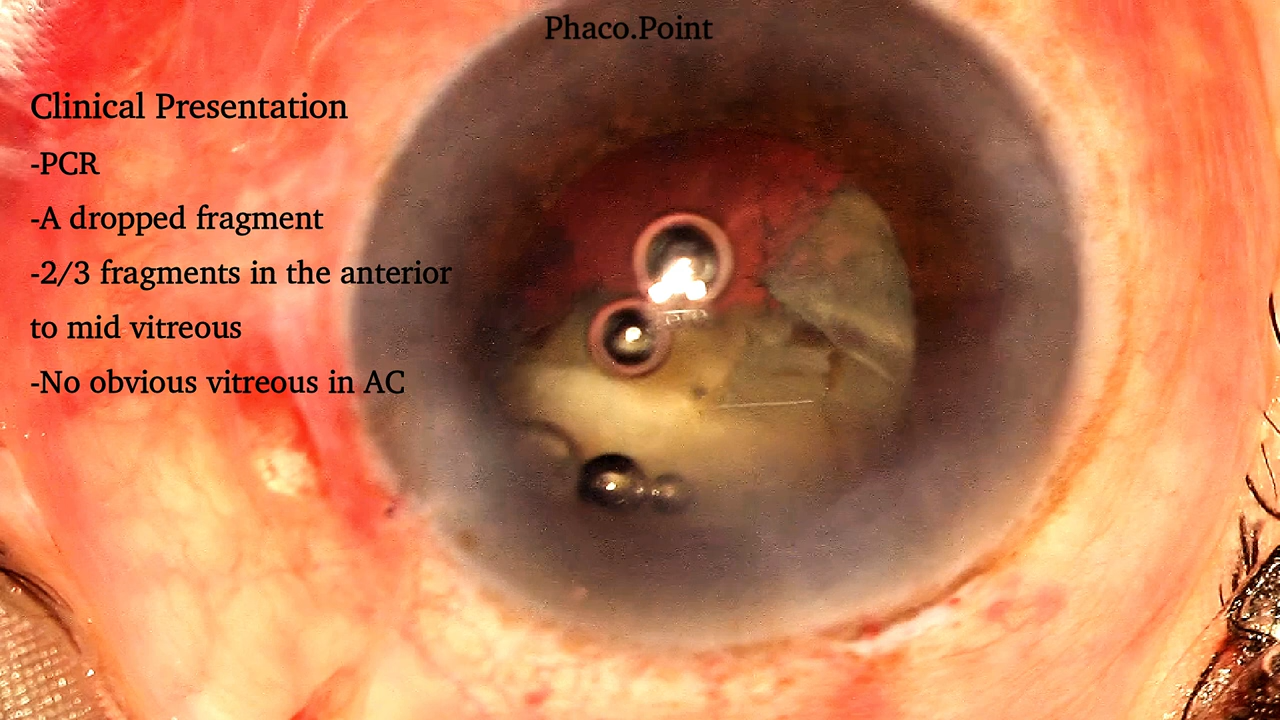 Phaco.Point
Clinical Presentation
-PCR
-A dropped fragment
-2/3 fragments in the anterior
to mid vitreous
-No obvious vitreous in AC